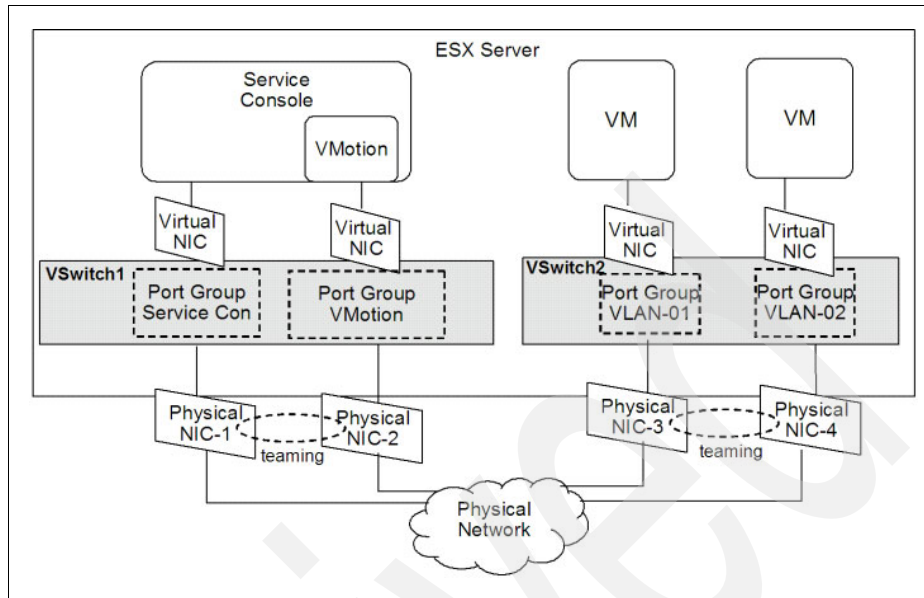 ESX Server
Service
Console
VMotion
VM
VM
Virtual
NIC
Virtual
NIC
Virtual
NIC
Virtual
NIC
VSwitch1
Port Group
Service Con
Port Group
VMotion
VSwitch2
Port Group
VLAN-01
Port Group
VLAN-02
Physical
NIC-1
teaming
Physical
NIC-2
Physical
NIC-3
teaming
Physical
NIC-4
Physical
Network